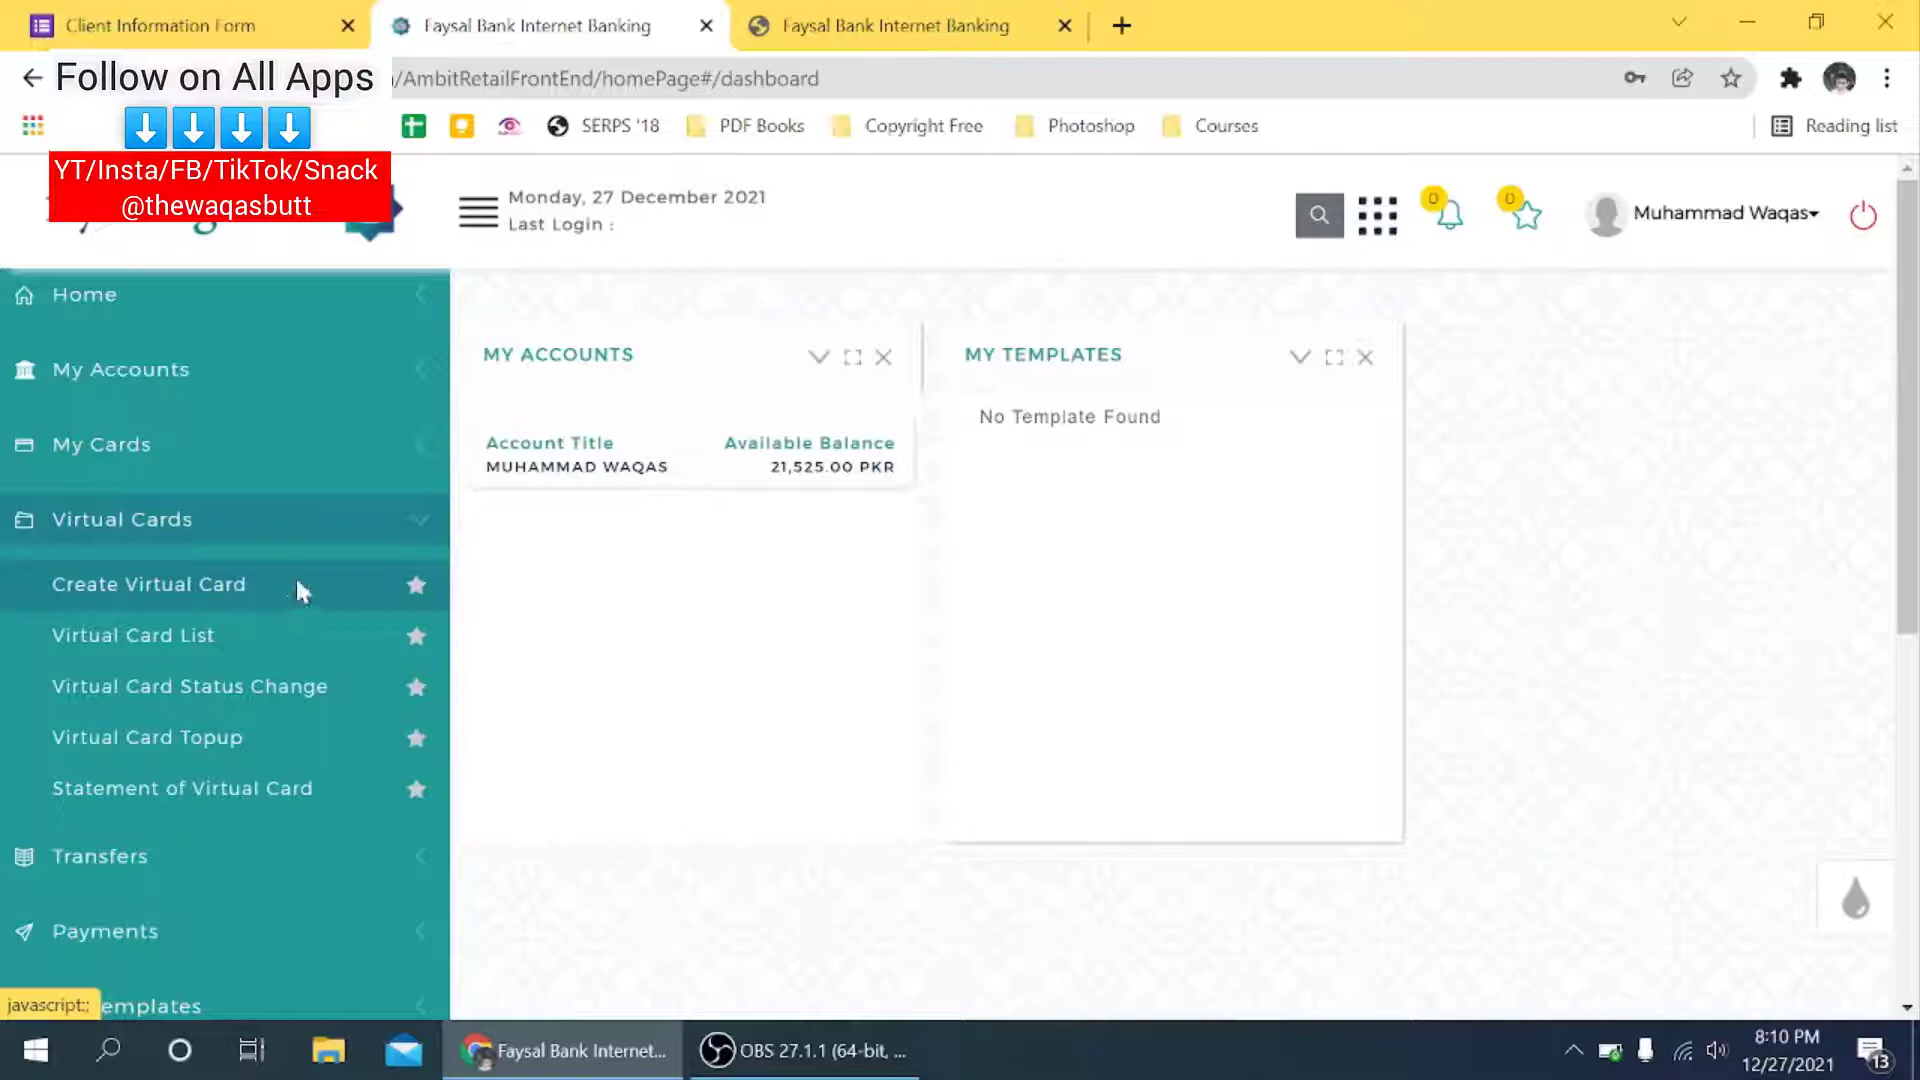 Client Information Form
Faysal Bank Internet Banking
Faysal Bank Internet Banking
Follow on All Apps
/AmbitRetailFrontEnd/homePage#/dashboard
SERPS '18
PDF Books
Copyright Free
Photoshop
Courses
Reading list
YT/Insta/FB/TikTok/Snack
@thewaqasbutt
Monday, 27 December 2021
Last Login :
0
0
Muhammad Waqas
Home
My Accounts
My Cards
Virtual Cards
Create Virtual Card
Virtual Card List
Virtual Card Status Change
Virtual Card Topup
Statement of Virtual Card
Transfers
Payments
emplates
MY ACCOUNTS
Account Title
Available Balance
MUHAMMAD WAQAS
21,525.00 PKR
MY TEMPLATES
No Template Found
javascript:;
Faysal Bank Internet...
OBS 27.1.1 (64-bit, ...
8:10 PM
12/27/2021
13